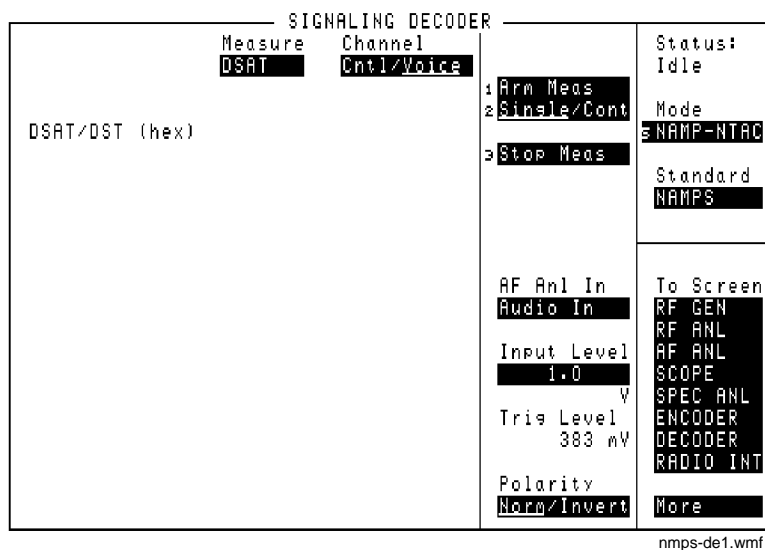 SIGNALING DECODER
Measure
DSAT
Channel
Cntl/Voice
DSAT/DST (hex)
1 Arm Meas
2 Single/Cont
3 Stop Meas
AF Anl In
Audio In
Input Level
1.0
V
Trig Level
383 mV
Polarity
Norm/Invert
Status:
Idle
Mode
S NAMP-NTAC
Standard
NAMPS
To Screen
RF GEN
RF ANL
AF ANL
SCOPE
SPEC ANL
ENCODER
DECODER
RADIO INT
More
nmps-de1.wmf